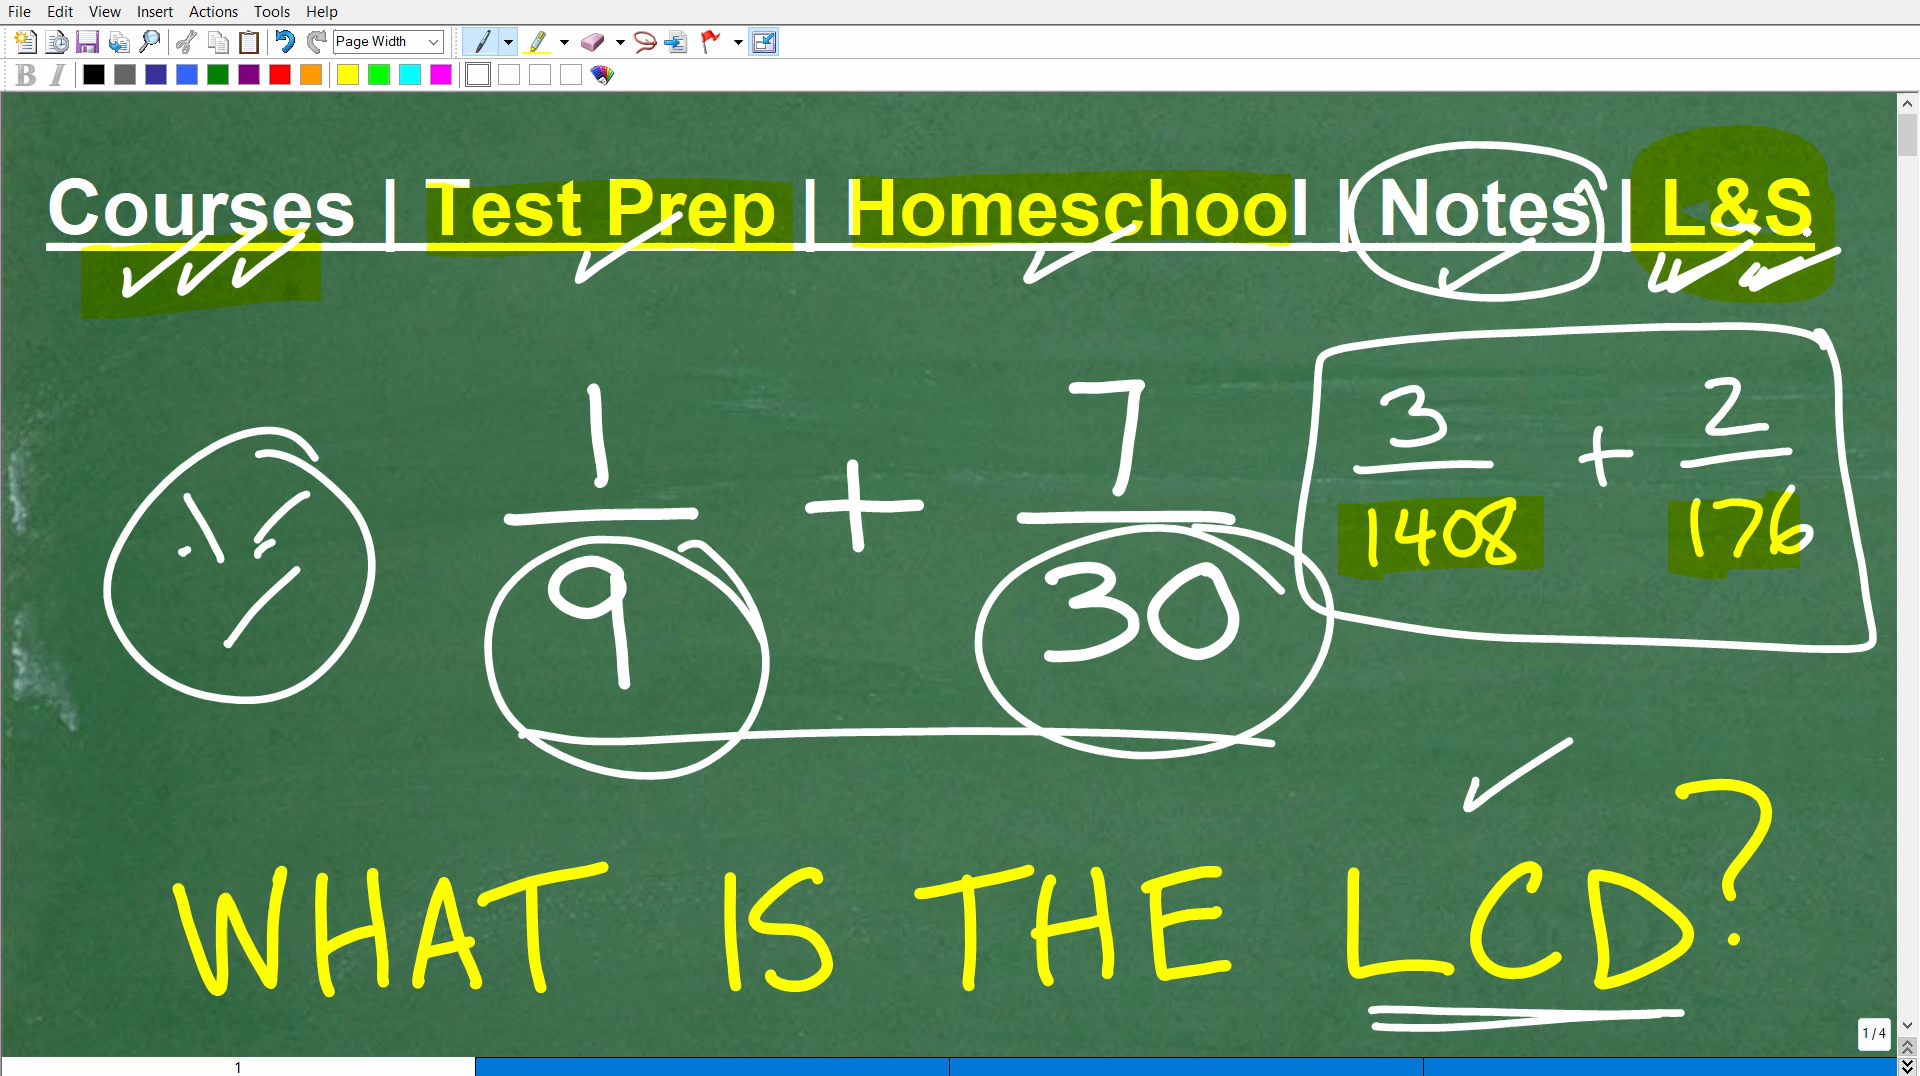 File Edit View Insert Actions Tools Help
Page Width
B I
Courses | Test Prep | Homeschool | Notes | L&S
1/9 + 7/30
3/1408 + 2/176
WHAT IS THE LCD?
1 / 4
1